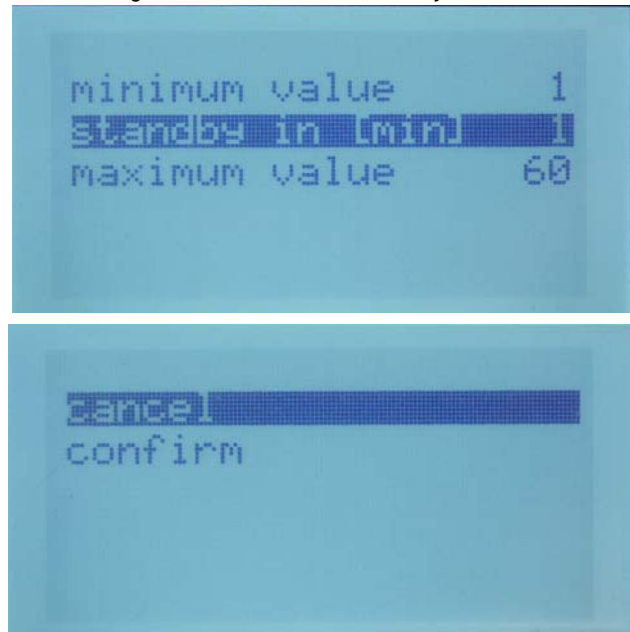 minimum value 1
standby in [min] 1
maximum value 60
cancel
confirm